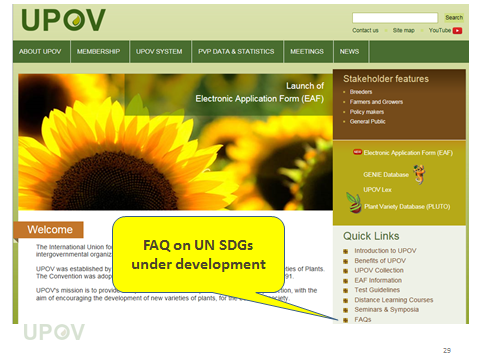 UPOV
Search
Contact us
Site map
YouTube
ABOUT UPOV
MEMBERSHIP
UPOV SYSTEM
PVP DATA & STATISTICS
MEETINGS
NEWS
Launch of
Electronic Application Form (EAF)
Stakeholder features
Breeders
Farmers and Growers
Policy makers
General Public
Electronic Application Form (EAF)
GENIE Database
UPOV Lex
Plant Variety Database (PLUTO)
Welcome
The International Union fo
intergovernmental organiz
UPOV was established by
ties of Plants.
The Convention was adop
91.
UPOV's mission is to provide
ction, with the
aim of encouraging the development of new varieties of plants, for the
ciety.
FAQ on UN SDGs
under development
Quick Links
Introduction to UPOV
Benefits of UPOV
UPOV Collection
EAF Information
Test Guidelines
Distance Learning Courses
Seminars & Symposia
FAQs
UPOV
29